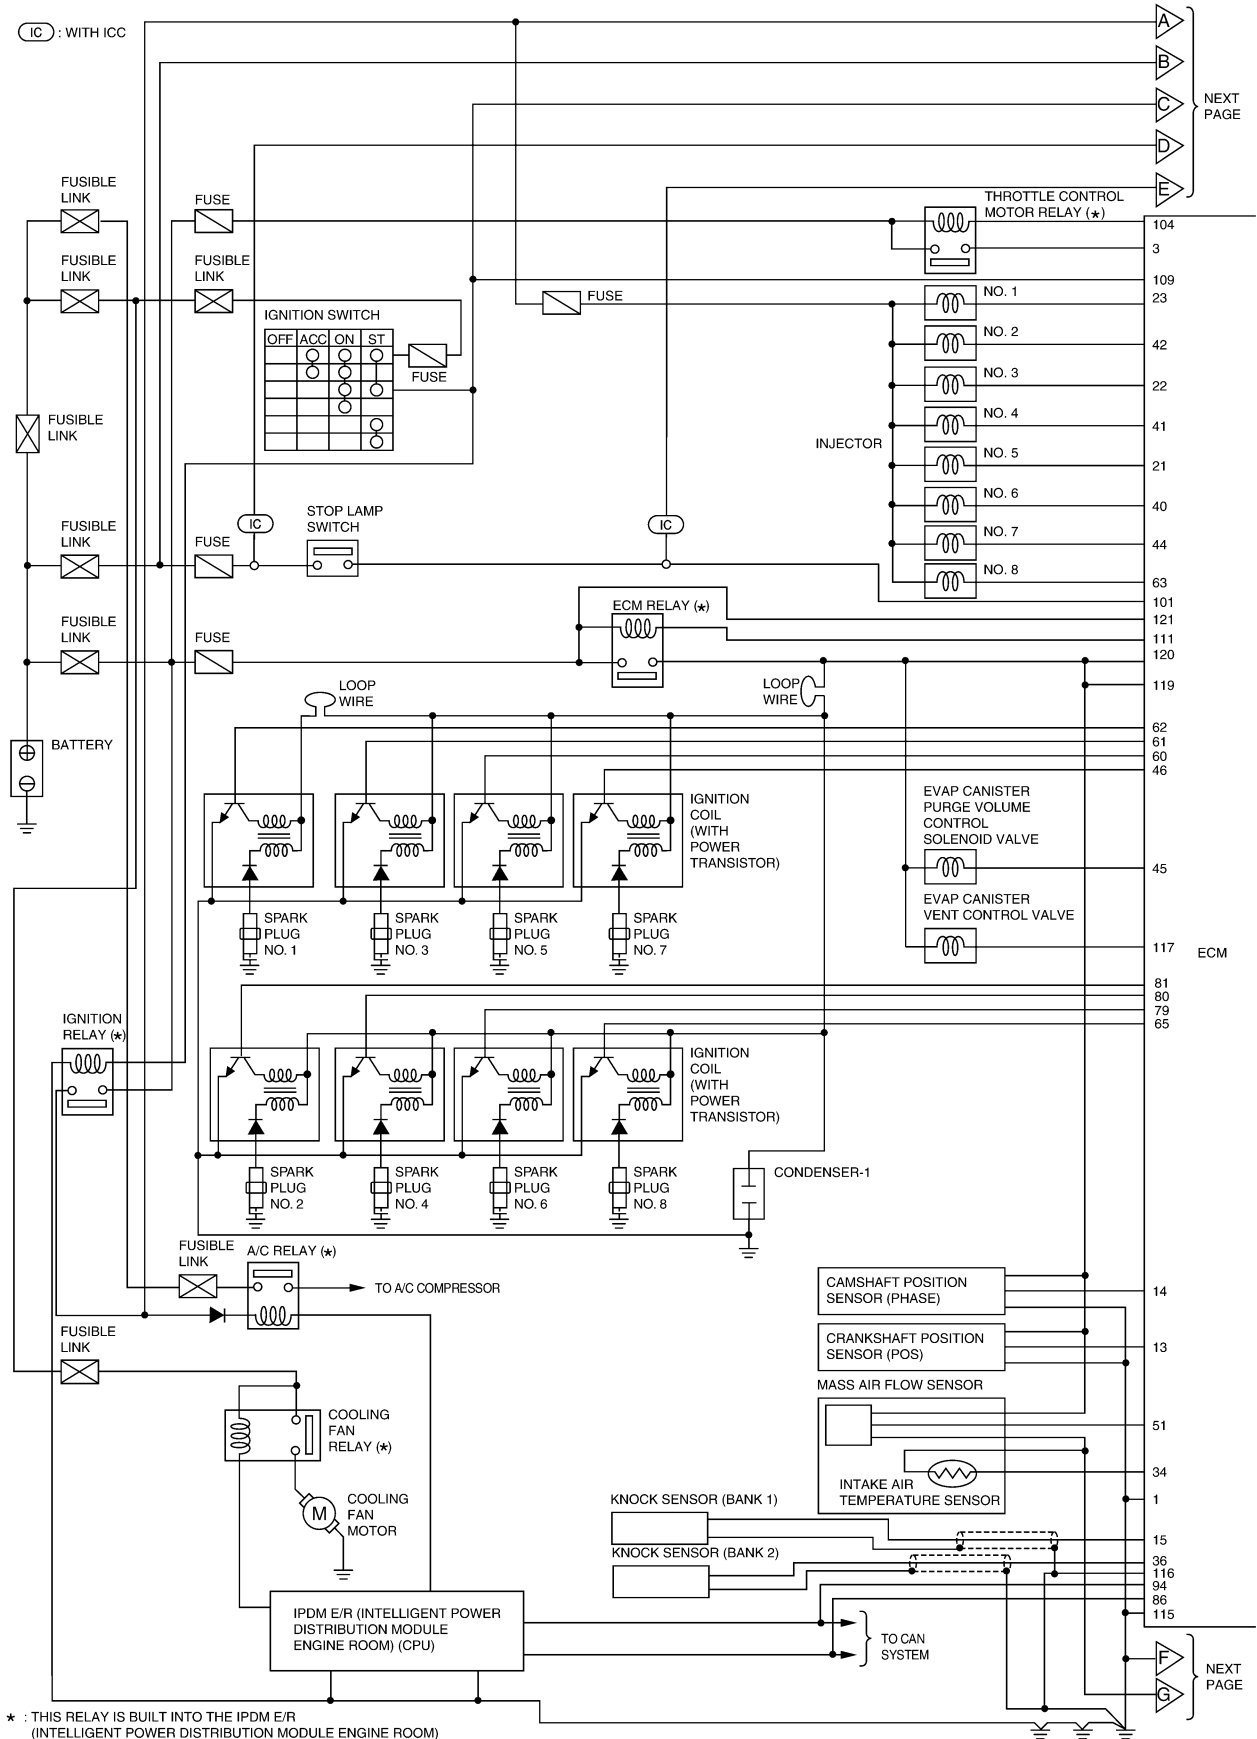 IC : WITH ICC
A
B
C
D
E
NEXT
PAGE
FUSIBLE
LINK
FUSE
THROTTLE CONTROL
MOTOR RELAY (*)
104
3
FUSIBLE
LINK
FUSIBLE
LINK
109
FUSE
NO. 1
23
IGNITION SWITCH
OFF ACC ON ST
FUSE
NO. 2
42
NO. 3
22
FUSIBLE
LINK
NO. 4
41
INJECTOR
NO. 5
21
NO. 6
40
IC
STOP LAMP
SWITCH
IC
FUSIBLE
LINK
FUSE
NO. 7
44
NO. 8
63
101
ECM RELAY (*)
121
111
120
FUSIBLE
LINK
FUSE
LOOP
WIRE
LOOP
WIRE
119
62
61
60
46
BATTERY
IGNITION
COIL
(WITH
POWER
TRANSISTOR)
EVAP CANISTER
PURGE VOLUME
CONTROL
SOLENOID VALVE
45
EVAP CANISTER
VENT CONTROL VALVE
117
ECM
SPARK
PLUG
NO. 1
SPARK
PLUG
NO. 3
SPARK
PLUG
NO. 5
SPARK
PLUG
NO. 7
81
80
79
65
IGNITION
RELAY (*)
IGNITION
COIL
(WITH
POWER
TRANSISTOR)
SPARK
PLUG
NO. 2
SPARK
PLUG
NO. 4
SPARK
PLUG
NO. 6
SPARK
PLUG
NO. 8
CONDENSER-1
FUSIBLE
LINK
A/C RELAY (*)
TO A/C COMPRESSOR
CAMSHAFT POSITION
SENSOR (PHASE)
14
FUSIBLE
LINK
CRANKSHAFT POSITION
SENSOR (POS)
13
MASS AIR FLOW SENSOR
51
COOLING
FAN
RELAY (*)
34
INTAKE AIR
TEMPERATURE SENSOR
M
COOLING
FAN
MOTOR
KNOCK SENSOR (BANK 1)
1
15
KNOCK SENSOR (BANK 2)
36
116
94
86
115
IPDM E/R (INTELLIGENT POWER
DISTRIBUTION MODULE
ENGINE ROOM) (CPU)
TO CAN
SYSTEM
F
G
NEXT
PAGE
* : THIS RELAY IS BUILT INTO THE IPDM E/R
(INTELLIGENT POWER DISTRIBUTION MODULE ENGINE ROOM)